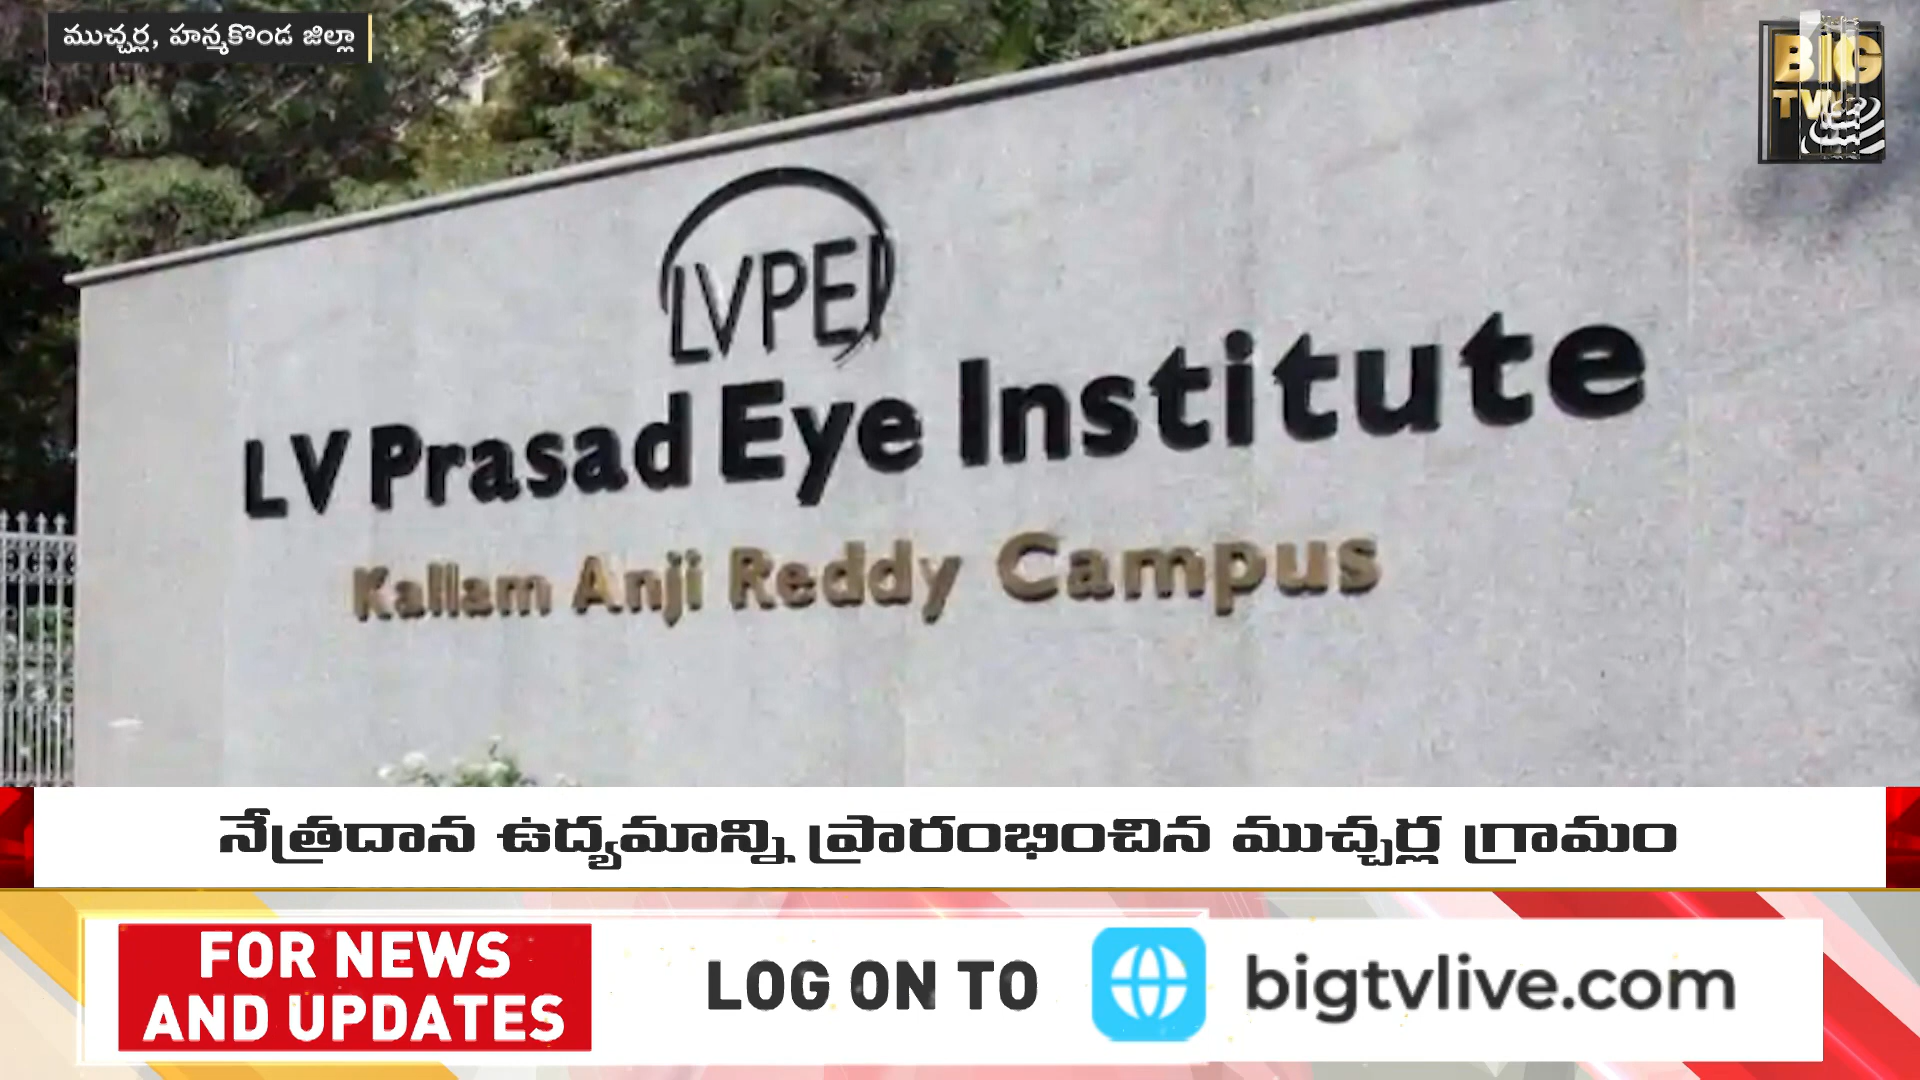 ముచ్చర్ల, హన్మకొండ జిల్లా
BIG
TV
LVPEI
LV Prasad Eye Institute
Kallam Anji Reddy Campus
నేత్రదాన ఉద్యమాన్ని ప్రారంభించిన ముచ్చర్ల గ్రామం
FOR NEWS
AND UPDATES
LOG ON TO
bigtvlive.com